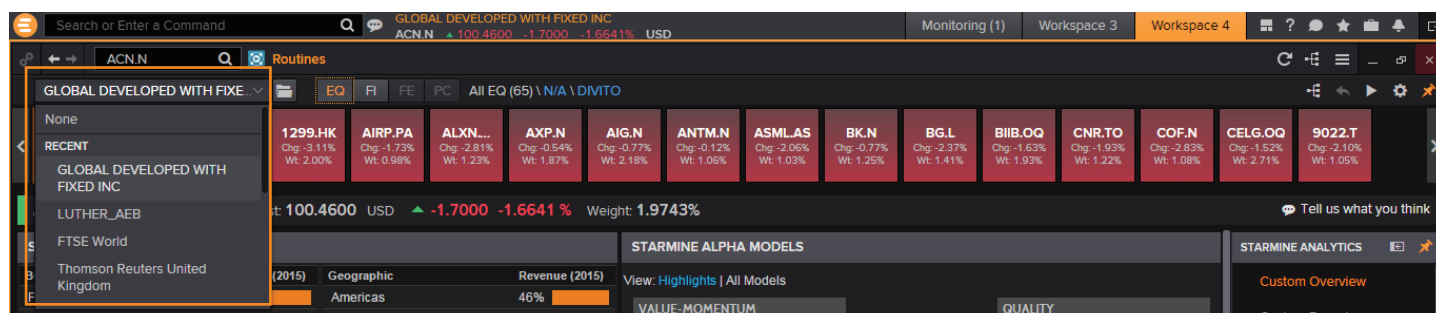 Search or Enter a Command
GLOBAL DEVELOPED WITH FIXED INC
ACN.N 100.4600 -1.7000 -1.6641% USD
Monitoring (1) Workspace 3 Workspace 4
ACN.N Routines
GLOBAL DEVELOPED WITH FIXE... EQ FI FE PC All EQ (65) \ N/A \ DIVITO
None
RECENT
GLOBAL DEVELOPED WITH
FIXED INC
LUTHER_AEB
FTSE World
Thomson Reuters United
Kingdom
1299.HK AIRP.PA ALXN.... AXP.N AIG.N ANTM.N ASML.AS BK.N BG.L BIIB.OQ CNR.TO COF.N CELG.OQ 9022.T
Chg: -3.11% Chg: -1.73% Chg: -2.81% Chg: -0.54% Chg: -0.77% Chg: -0.12% Chg: -2.06% Chg: -0.77% Chg: -2.37% Chg: -1.63% Chg: -1.93% Chg: -2.83% Chg: -1.52% Chg: -2.10%
Wt: 2.00% Wt: 0.98% Wt: 1.23% Wt: 1.87% Wt: 2.18% Wt: 1.06% Wt: 1.03% Wt: 1.25% Wt: 1.41% Wt: 1.93% Wt: 1.22% Wt: 1.08% Wt: 2.71% Wt: 1.05%
100.4600 USD -1.7000 -1.6641 % Weight: 1.9743% Tell us what you think
STARMINE ALPHA MODELS STARMINE ANALYTICS
(2015) Geographic Revenue (2015)
Americas 46%
View: Highlights | All Models
VALUE-MOMENTUM QUALITY
Custom Overview